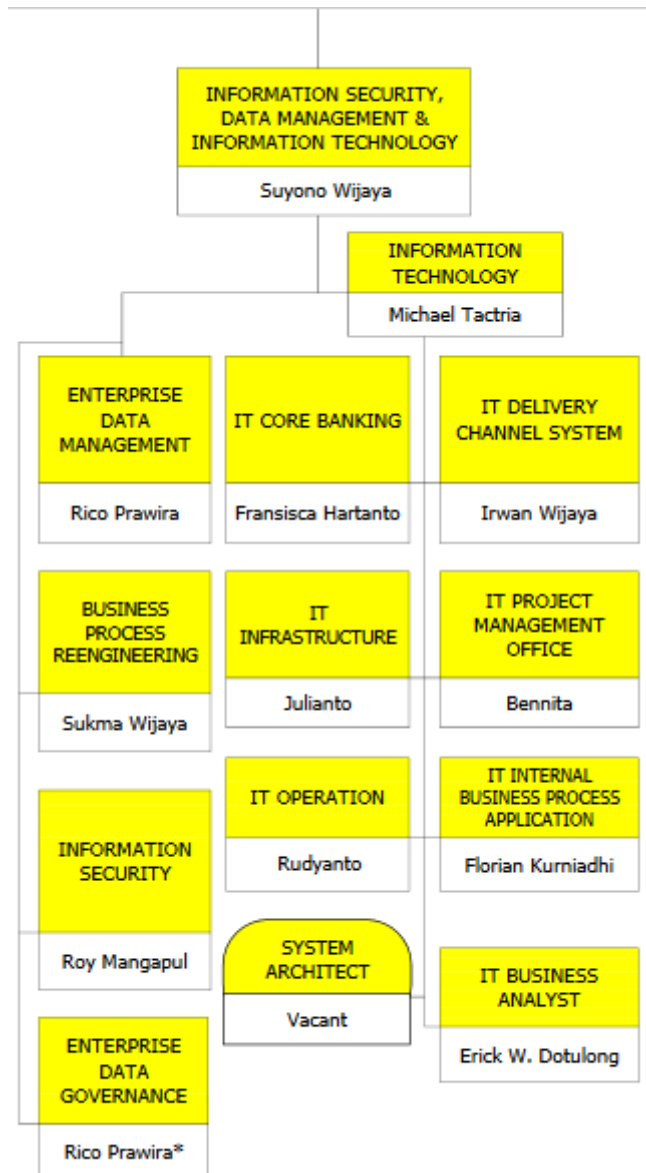 INFORMATION SECURITY,
DATA MANAGEMENT &
INFORMATION TECHNOLOGY
Suyono Wijaya
INFORMATION
TECHNOLOGY
Michael Tactria
ENTERPRISE
DATA
MANAGEMENT
Rico Prawira
IT CORE BANKING
Fransisca Hartanto
IT DELIVERY
CHANNEL SYSTEM
Irwan Wijaya
BUSINESS
PROCESS
REENGINEERING
Sukma Wijaya
IT
INFRASTRUCTURE
Julianto
IT PROJECT
MANAGEMENT
OFFICE
Bennita
INFORMATION
SECURITY
Roy Mangapul
IT OPERATION
Rudyanto
IT INTERNAL
BUSINESS PROCESS
APPLICATION
Florian Kurniadhi
SYSTEM
ARCHITECT
Vacant
IT BUSINESS
ANALYST
Erick W. Dotulong
ENTERPRISE
DATA
GOVERNANCE
Rico Prawira*